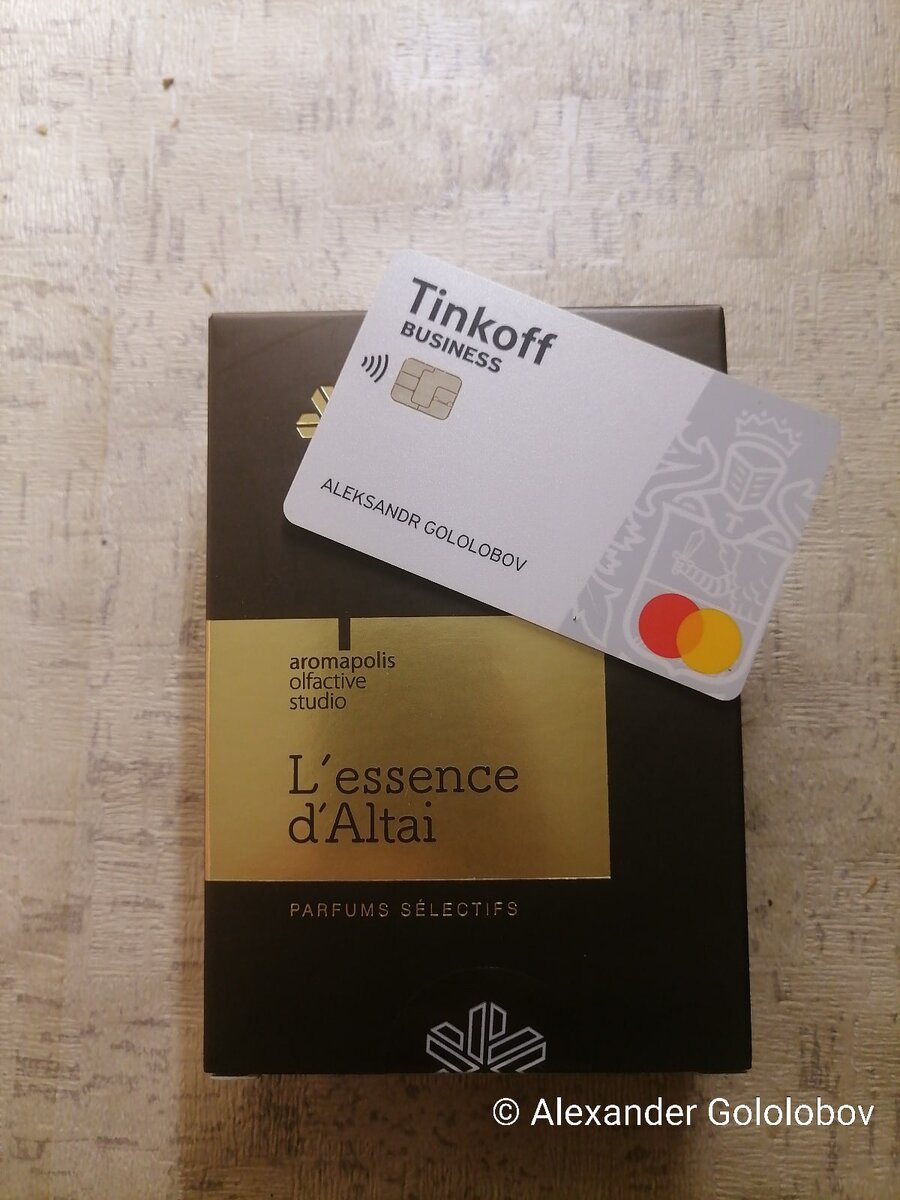 Tinkoff
BUSINESS
ALEKSANDR GOLOLOBOV
aromapolis
olfactive
studio
L'essence
d'Altai
PARFUMS SÉLECTIFS
© Alexander Gololobov